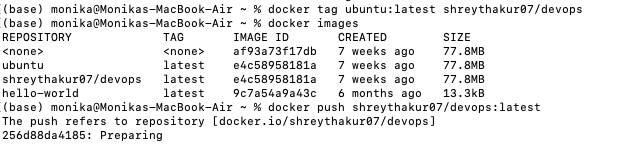 (base) monika@Monikas-MacBook-Air ~ % docker tag ubuntu:latest shreythakur07/devops
(base) monika@Monikas-MacBook-Air ~ % docker images
REPOSITORY TAG IMAGE ID CREATED SIZE
<none> <none> af93a73f17db 7 weeks ago 77.8MB
ubuntu latest e4c58958181a 7 weeks ago 77.8MB
shreythakur07/devops latest e4c58958181a 7 weeks ago 77.8MB
hello-world latest 9c7a54a9a43c 6 months ago 13.3kB
(base) monika@Monikas-MacBook-Air ~ % docker push shreythakur07/devops:latest
The push refers to repository [docker.io/shreythakur07/devops]
256d88da4185: Preparing